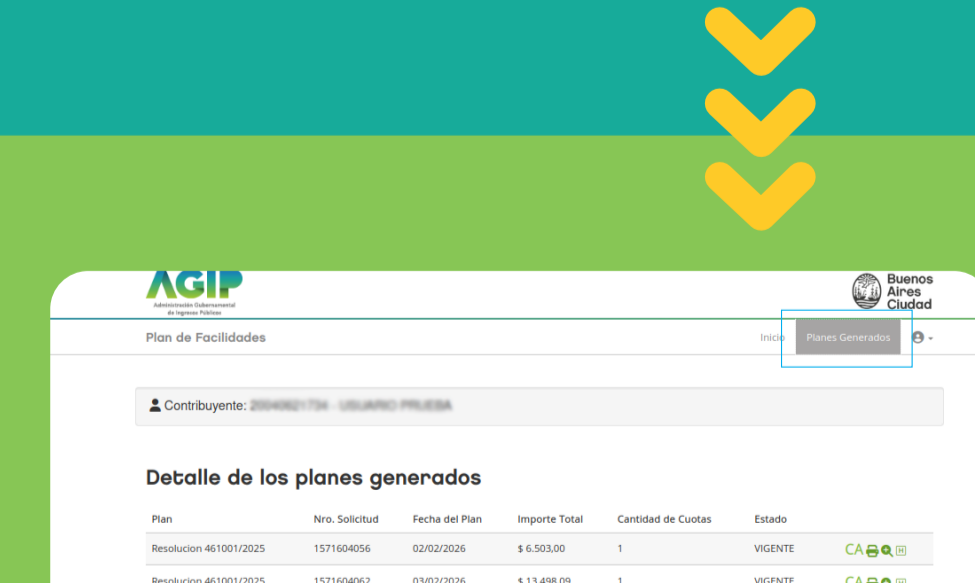 AGIP
Administración Gubernamental
de Ingresos Públicos
Buenos
Aires
Ciudad
Plan de Facilidades
Inicio
Planes Generados
Contribuyente:
Detalle de los planes generados
Plan Nro. Solicitud Fecha del Plan Importe Total Cantidad de Cuotas Estado
Resolucion 461001/2025 1571604056 02/02/2026 $ 6.503,00 1 VIGENTE CA H
Resolucion 461001/2025 1571604062 03/02/2026 $ 13.498,09 1 VIGENTE CA